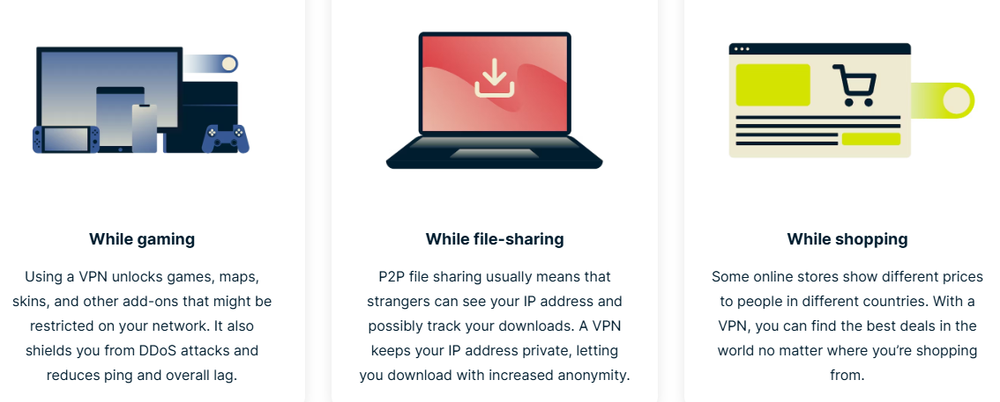 While gaming
Using a VPN unlocks games, maps,
skins, and other add-ons that might be
restricted on your network. It also
shields you from DDoS attacks and
reduces ping and overall lag.
While file-sharing
P2P file sharing usually means that
strangers can see your IP address and
possibly track your downloads. A VPN
keeps your IP address private, letting
you download with increased anonymity.
While shopping
Some online stores show different prices
to people in different countries. With a
VPN, you can find the best deals in the
world no matter where you’re shopping
from.